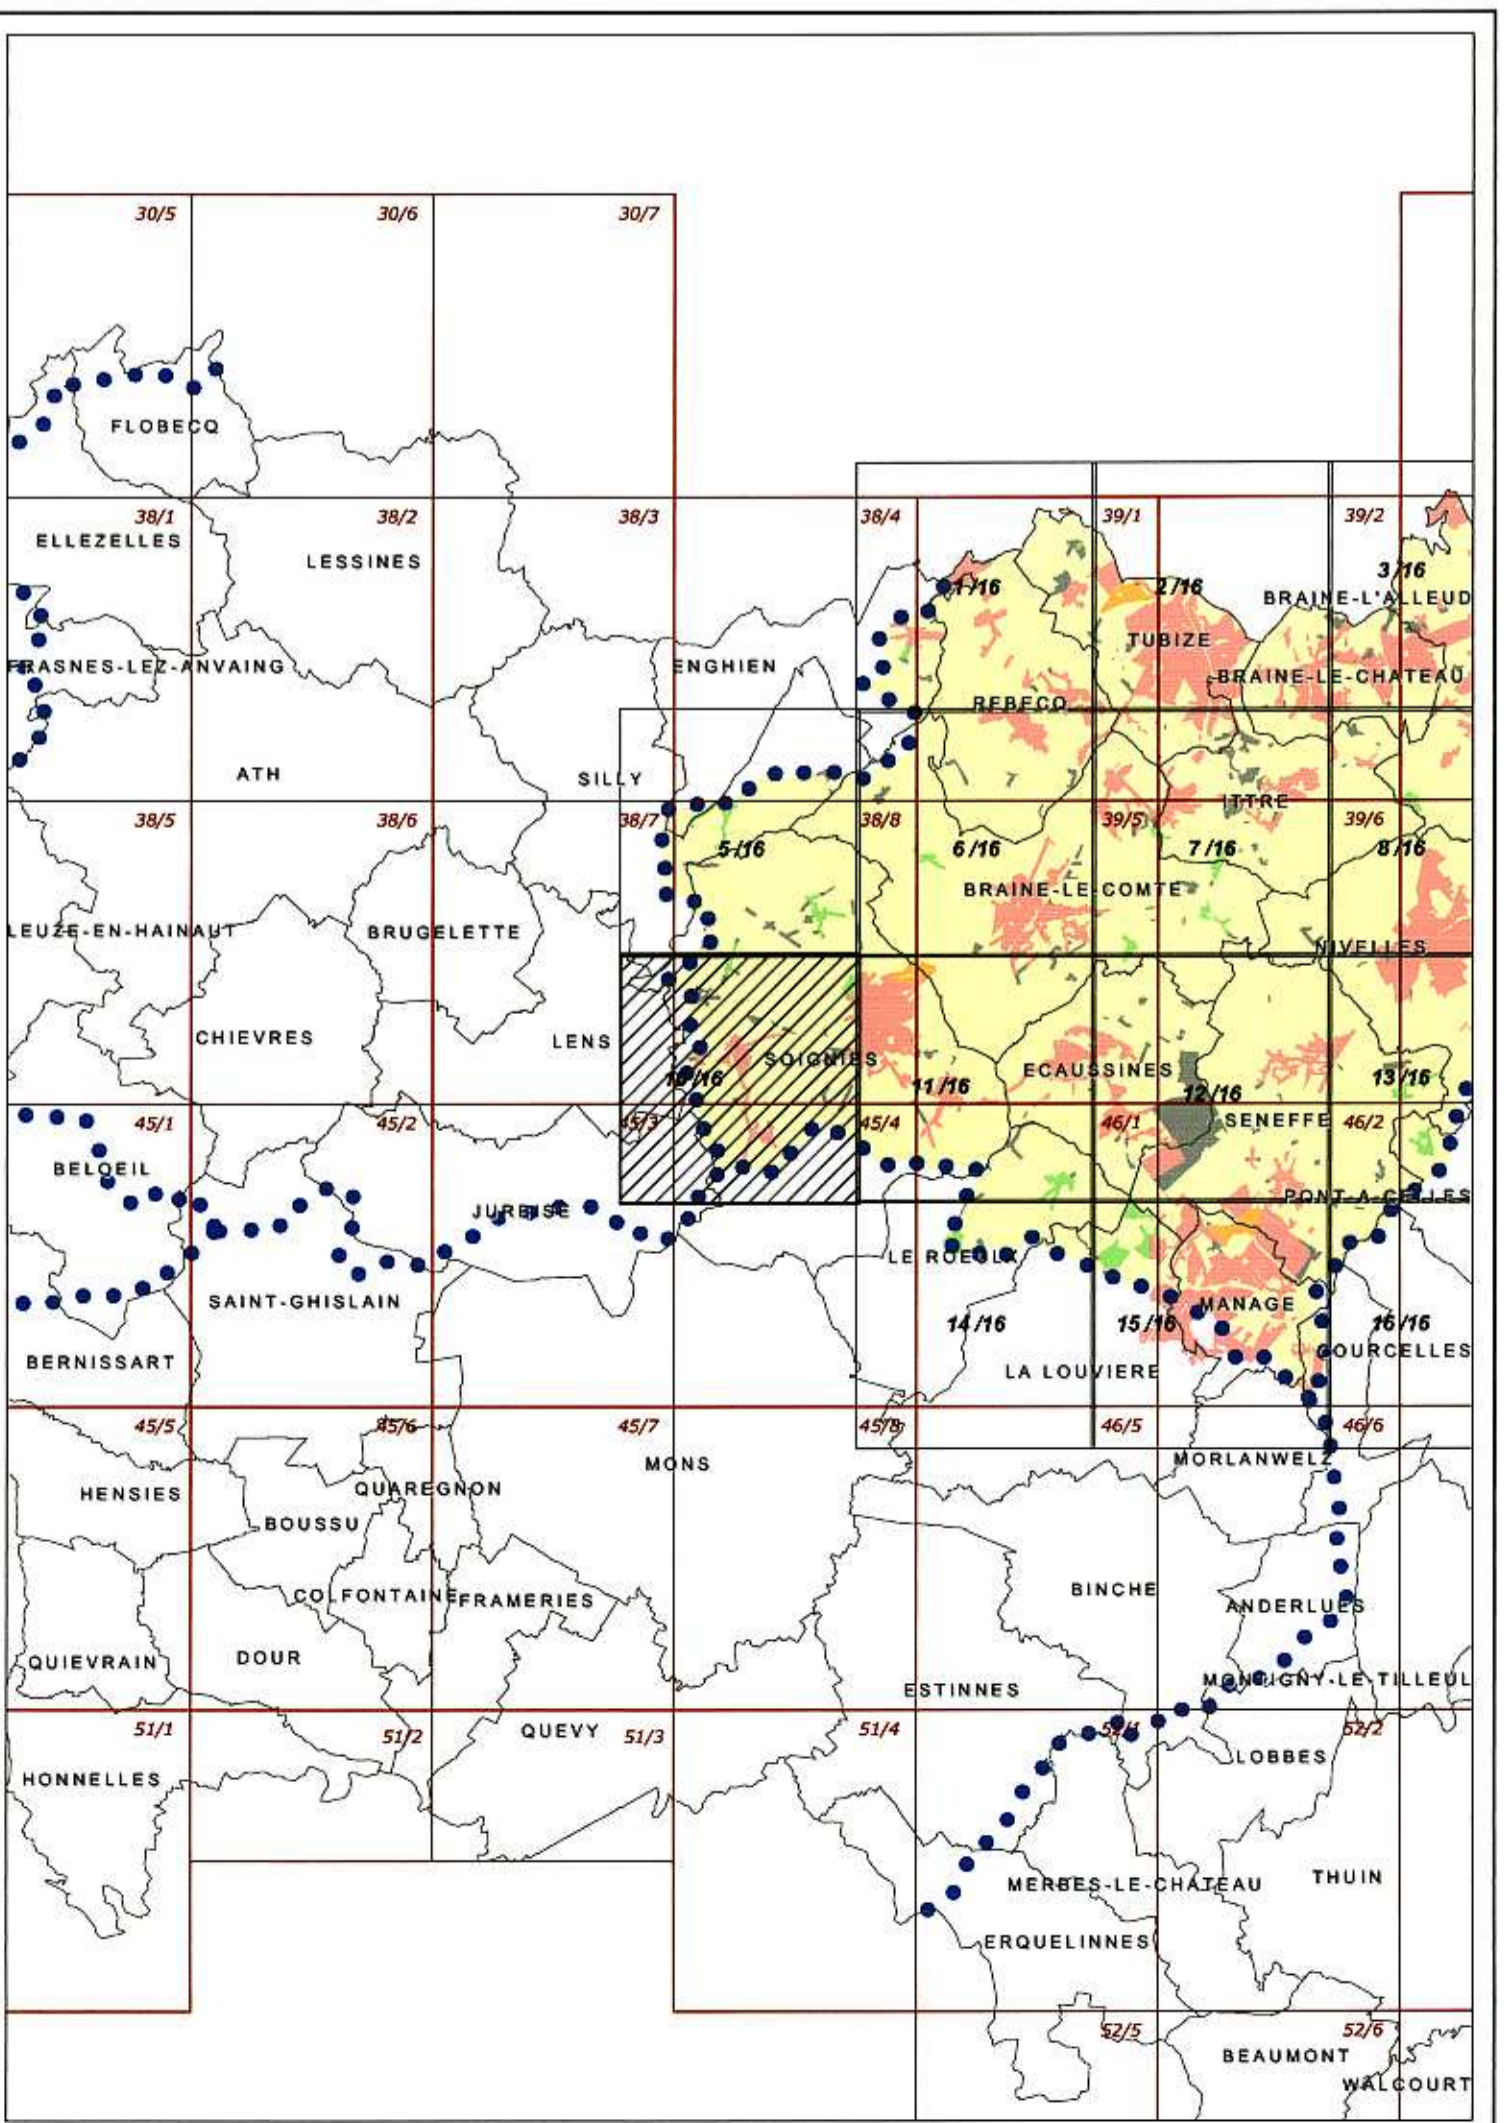 30/5 30/6 30/7
FLOBECQ
38/1 38/2 38/3 38/4 39/1 39/2
ELLEZELLES
LESSINES
3/16
1/16 2/16
BRAINE-L'ALLEUD
TUBIZE
FRASNES-LEZ-ANVAING
ENGHIEN
BRAINE-LE-CHATEAU
REBECQ
ATH
SILLY
ITTRE
38/5 38/6 38/7 38/8 39/5 39/6
5/16 6/16 7/16 8/16
BRAINE-LE-COMTE
LEUZE-EN-HAINAUT
BRUGELETTE
NIVELLES
CHIEVRES
LENS
SOIGNIES
ECAUSSINES
10/16 11/16 12/16 13/16
45/1 45/2 45/3 45/4 46/1 46/2
SENEFFE
BELOEIL
PONT-A-CELLES
JURBISE
LE ROEULX
SAINT-GHISLAIN
MANAGE
14/16 15/16 16/16
COURCELLES
BERNISSART
LA LOUVIERE
45/5 45/6 45/7 45/8 46/5 46/6
MORLANWELZ
MONS
HENSIES
QUAREGNON
BOUSSU
BINCHE
COLFONTAINE
FRAMERIES
ANDERLUES
QUIEVRAIN
DOUR
MONTIGNY-LE-TILLEUL
ESTINNES
51/1 51/2 51/3 51/4 52/1 52/2
QUEVY
LOBBES
HONNELLES
THUIN
MERBES-LE-CHATEAU
ERQUELINNES
52/5 52/6
BEAUMONT
WALCOURT